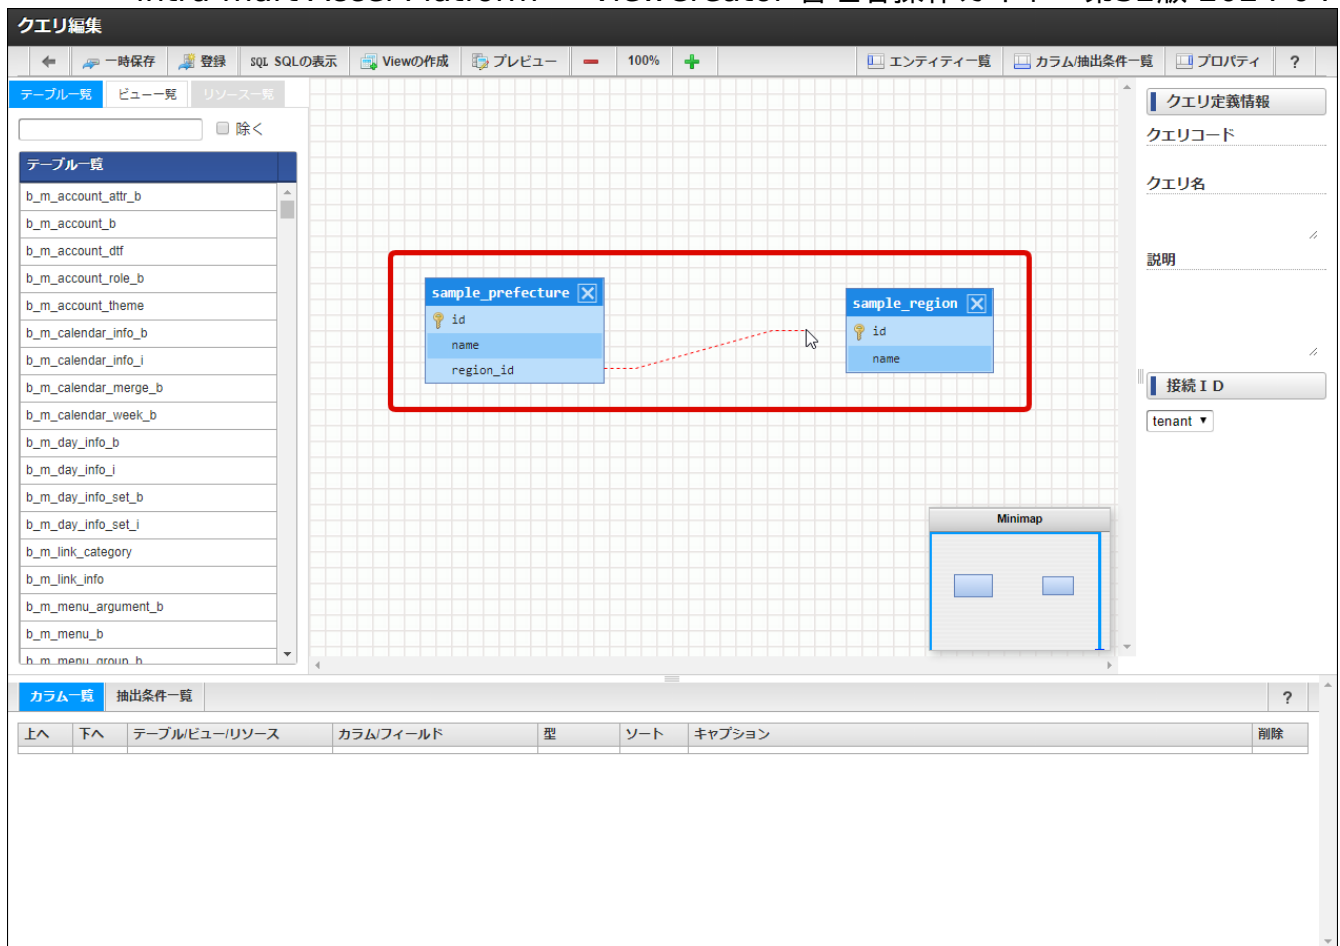 クエリ編集
一時保存 登録 SQL SQLの表示 Viewの作成 プレビュー 100% エンティティー覧 カラム/抽出条件一覧 プロパティ ?
テーブル一覧 ビュー一覧 リソース一覧
除く
テーブル一覧
b_m_account_attr_b
b_m_account_b
b_m_account_dtf
b_m_account_role_b
b_m_account_theme
b_m_calendar_info_b
b_m_calendar_info_i
b_m_calendar_merge_b
b_m_calendar_week_b
b_m_day_info_b
b_m_day_info_i
b_m_day_info_set_b
b_m_day_info_set_i
b_m_link_category
b_m_link_info
b_m_menu_argument_b
b_m_menu_b
b_m_menu_group_b
sample_prefecture
id
name
region_id
sample_region
id
name
Minimap
クエリ定義情報
クエリコード
クエリ名
説明
接続ＩＤ
tenant
カラム一覧 抽出条件一覧 ?
上へ 下へ テーブル/ビュー/リソース カラム/フィールド 型 ソート キャプション 削除